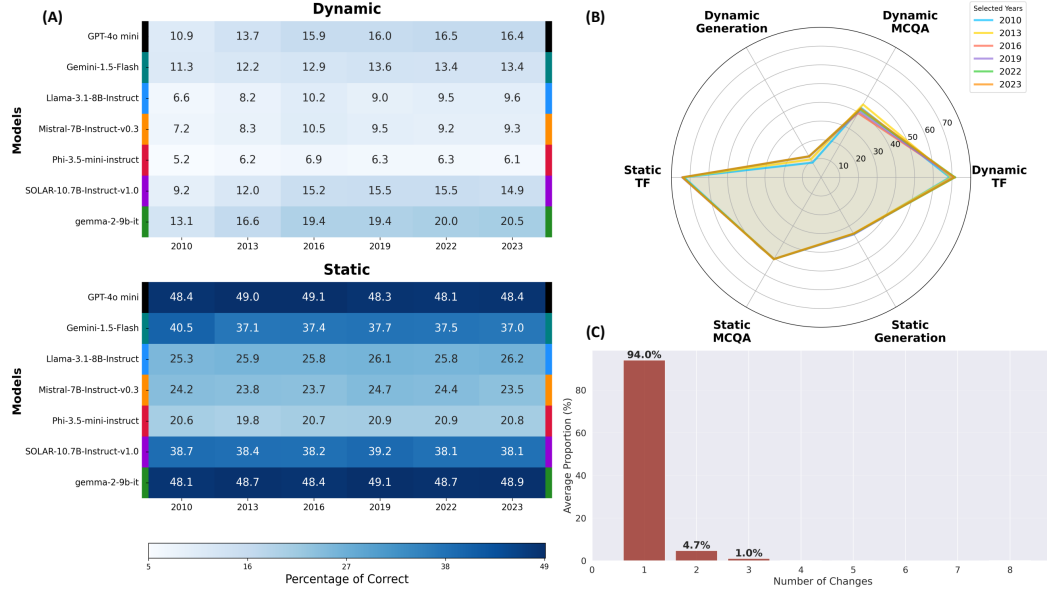 (A)
Dynamic
Models
GPT-4o mini 10.9 13.7 15.9 16.0 16.5 16.4
Gemini-1.5-Flash 11.3 12.2 12.9 13.6 13.4 13.4
Llama-3.1-8B-Instruct 6.6 8.2 10.2 9.0 9.5 9.6
Mistral-7B-Instruct-v0.3 7.2 8.3 10.5 9.5 9.2 9.3
Phi-3.5-mini-instruct 5.2 6.2 6.9 6.3 6.3 6.1
SOLAR-10.7B-Instruct-v1.0 9.2 12.0 15.2 15.5 15.5 14.9
gemma-2-9b-it 13.1 16.6 19.4 19.4 20.0 20.5
2010 2013 2016 2019 2022 2023
Static
Models
GPT-4o mini 48.4 49.0 49.1 48.3 48.1 48.4
Gemini-1.5-Flash 40.5 37.1 37.4 37.7 37.5 37.0
Llama-3.1-8B-Instruct 25.3 25.9 25.8 26.1 25.8 26.2
Mistral-7B-Instruct-v0.3 24.2 23.8 23.7 24.7 24.4 23.5
Phi-3.5-mini-instruct 20.6 19.8 20.7 20.9 20.9 20.8
SOLAR-10.7B-Instruct-v1.0 38.7 38.4 38.2 39.2 38.1 38.1
gemma-2-9b-it 48.1 48.7 48.4 49.1 48.7 48.9
2010 2013 2016 2019 2022 2023
5 16 27 38 49
Percentage of Correct
(B)
Dynamic
Generation
Dynamic
MCQA
Selected Years
2010
2013
2016
2019
2022
2023
10 20 30 40 50 60 70
Static
TF
Dynamic
TF
Static
MCQA
Static
Generation
(C)
Average Proportion (%)
80
60
40
20
0
94.0%
4.7%
1.0%
0 1 2 3 4 5 6 7 8
Number of Changes